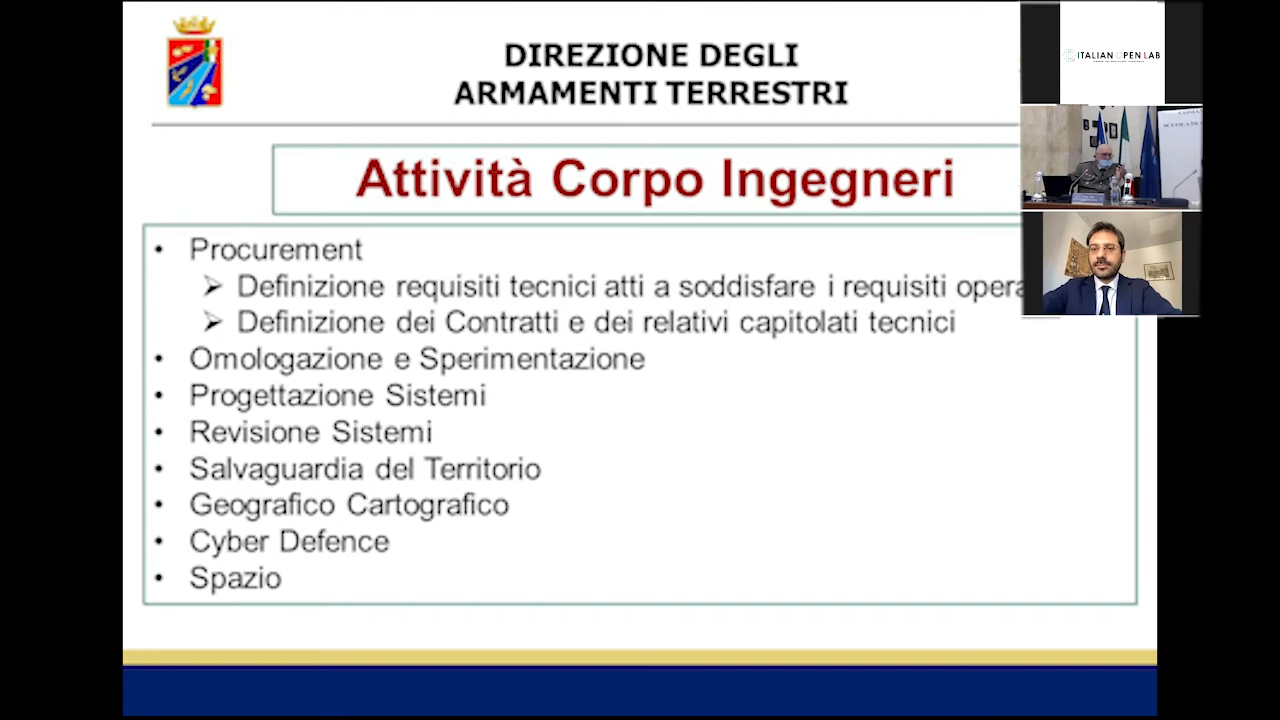 DIREZIONE DEGLI
ARMAMENTI TERRESTRI
Attività Corpo Ingegneri
• Procurement
➢ Definizione requisiti tecnici atti a soddisfare i requisiti opera
➢ Definizione dei Contratti e dei relativi capitolati tecnici
• Omologazione e Sperimentazione
• Progettazione Sistemi
• Revisione Sistemi
• Salvaguardia del Territorio
• Geografico Cartografico
• Cyber Defence
• Spazio
ITALIAN OPEN LAB